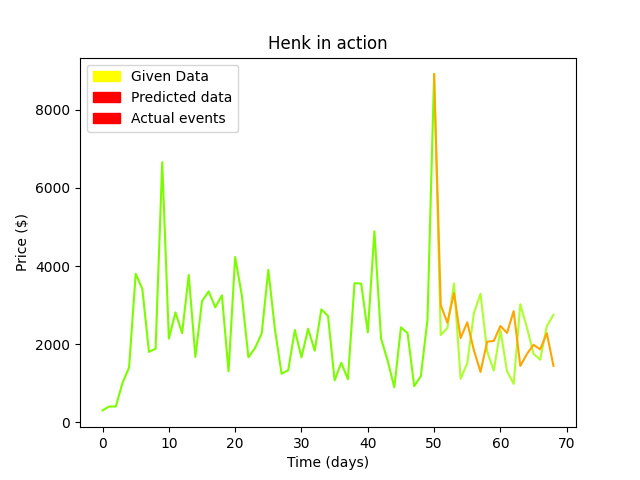 Henk in action
Given Data
Predicted data
Actual events
Price ($)
8000
6000
4000
2000
0
0 10 20 30 40 50 60 70
Time (days)